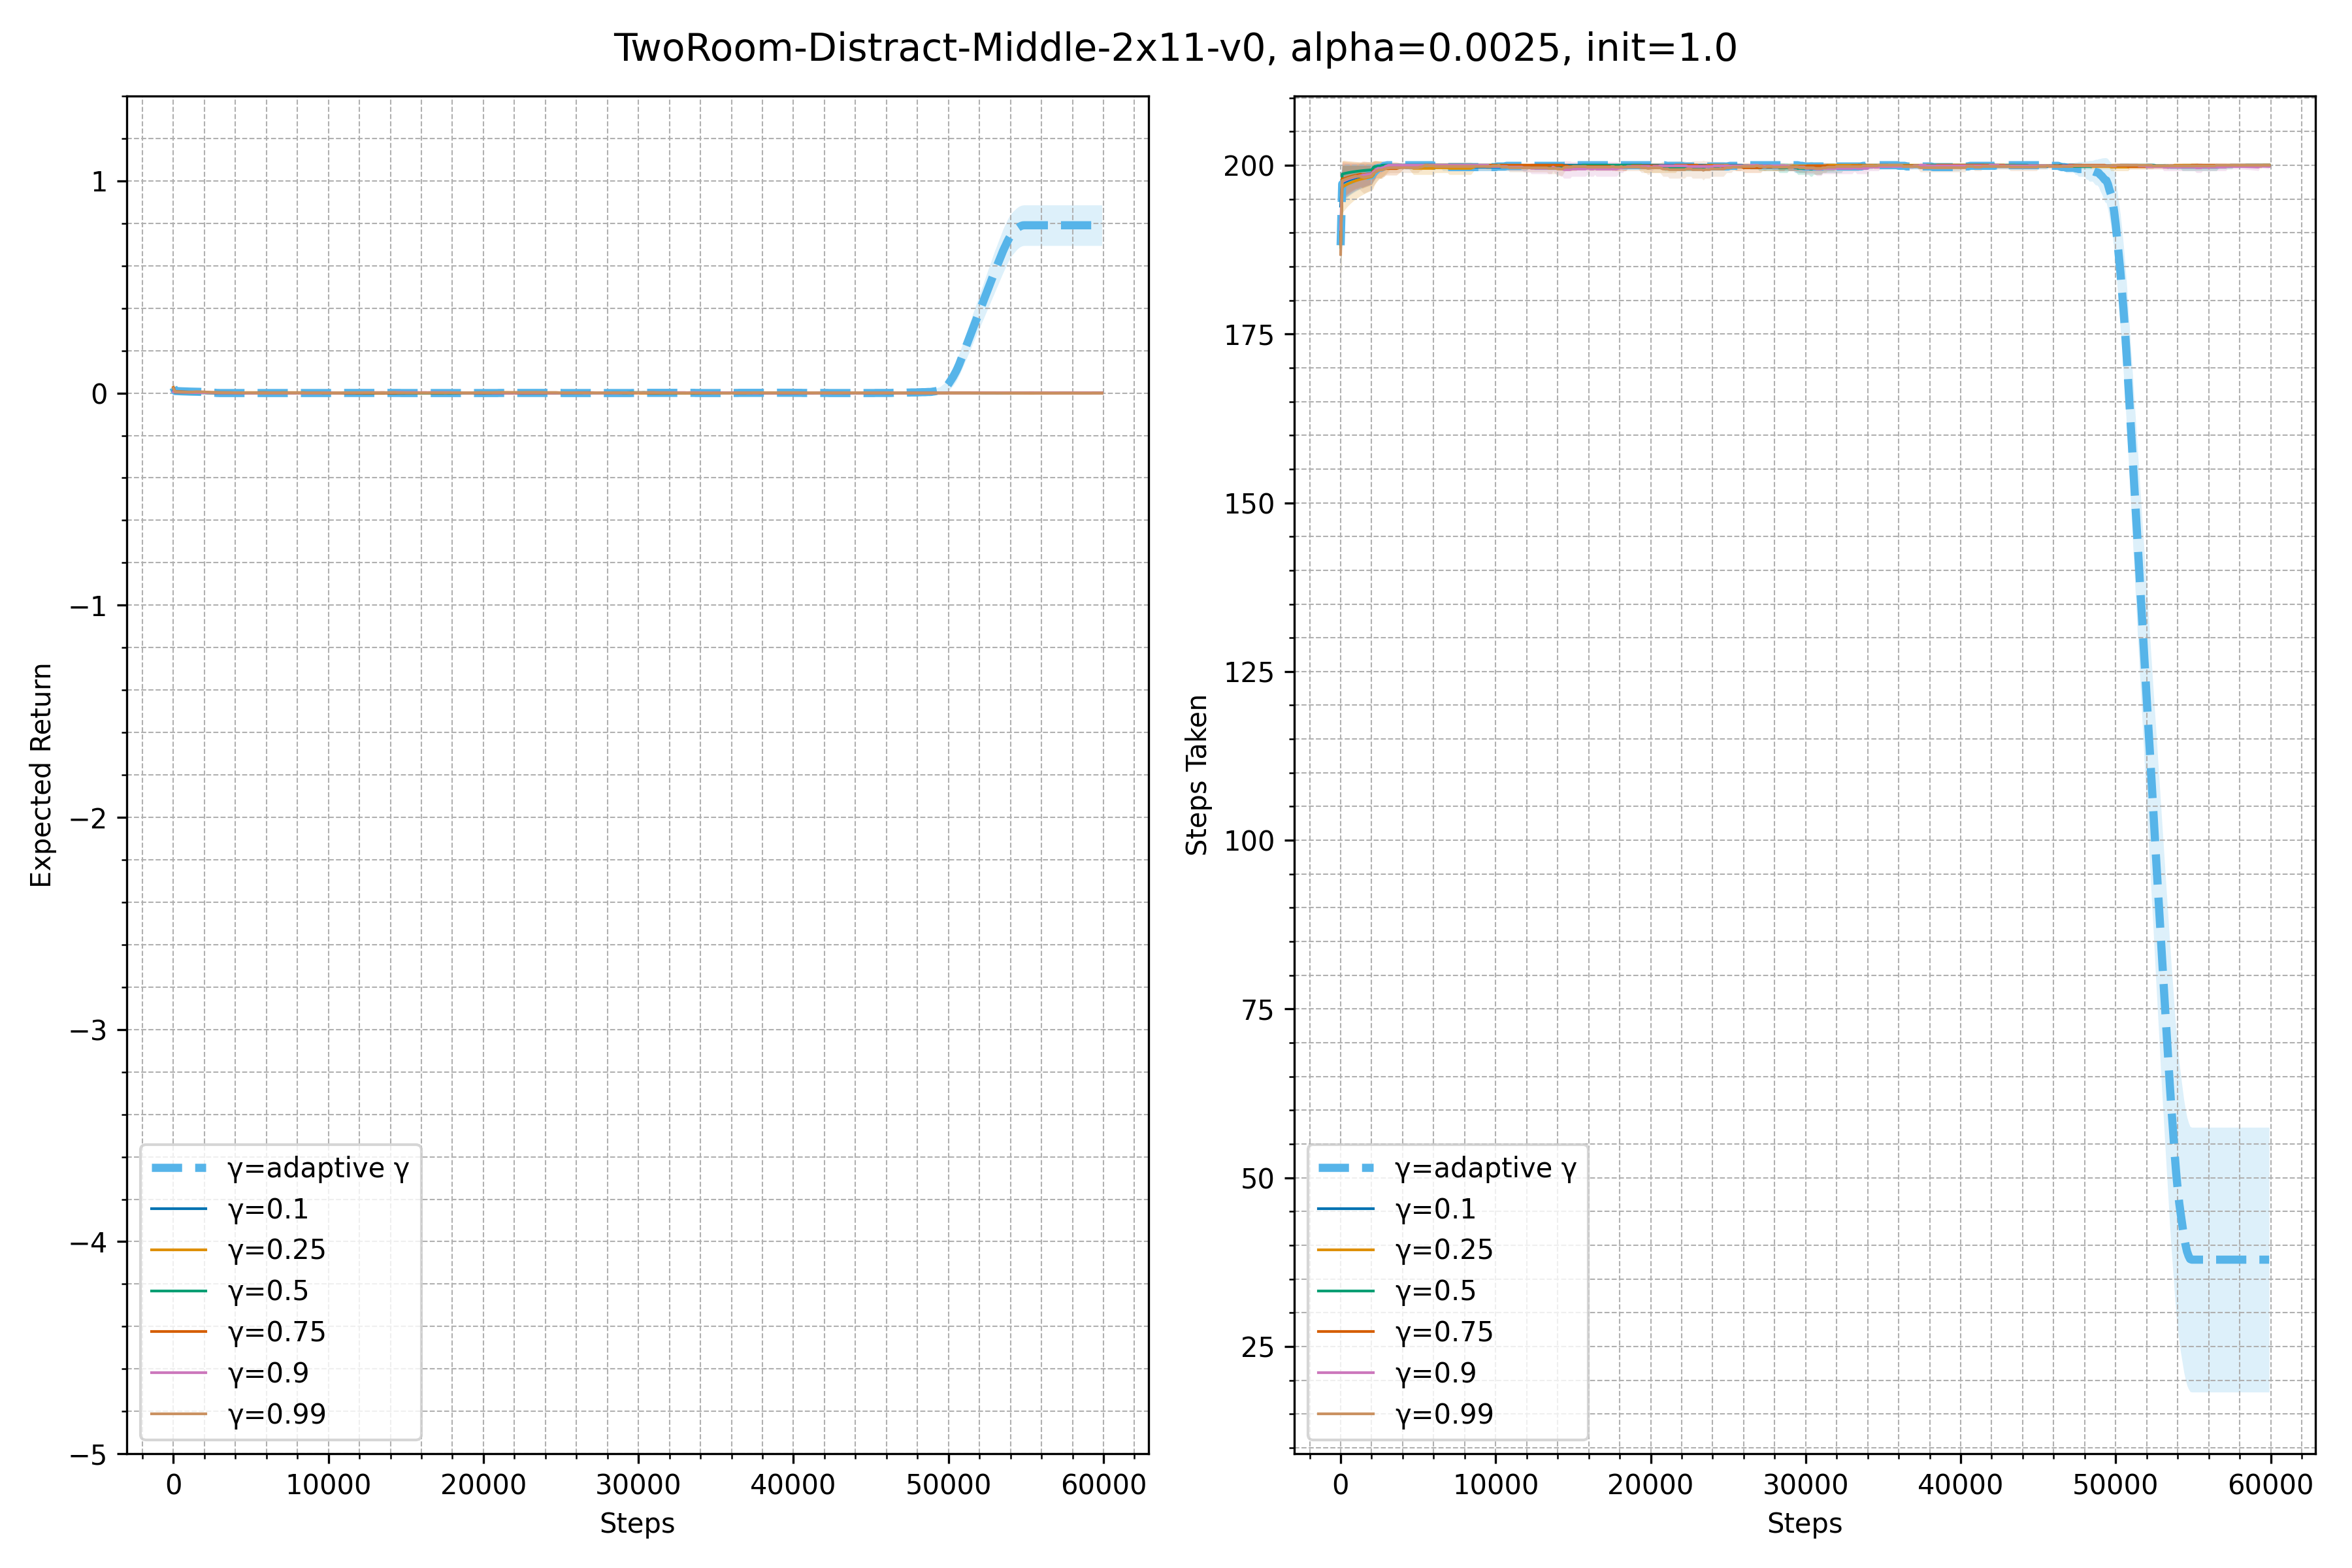 TwoRoom-Distract-Middle-2x11-v0, alpha=0.0025, init=1.0
Expected Return
1
0
−1
−2
−3
−4
−5
γ=adaptive γ
γ=0.1
γ=0.25
γ=0.5
γ=0.75
γ=0.9
γ=0.99
0 10000 20000 30000 40000 50000 60000
Steps
Steps Taken
200
175
150
125
100
75
50
25
γ=adaptive γ
γ=0.1
γ=0.25
γ=0.5
γ=0.75
γ=0.9
γ=0.99
0 10000 20000 30000 40000 50000 60000
Steps